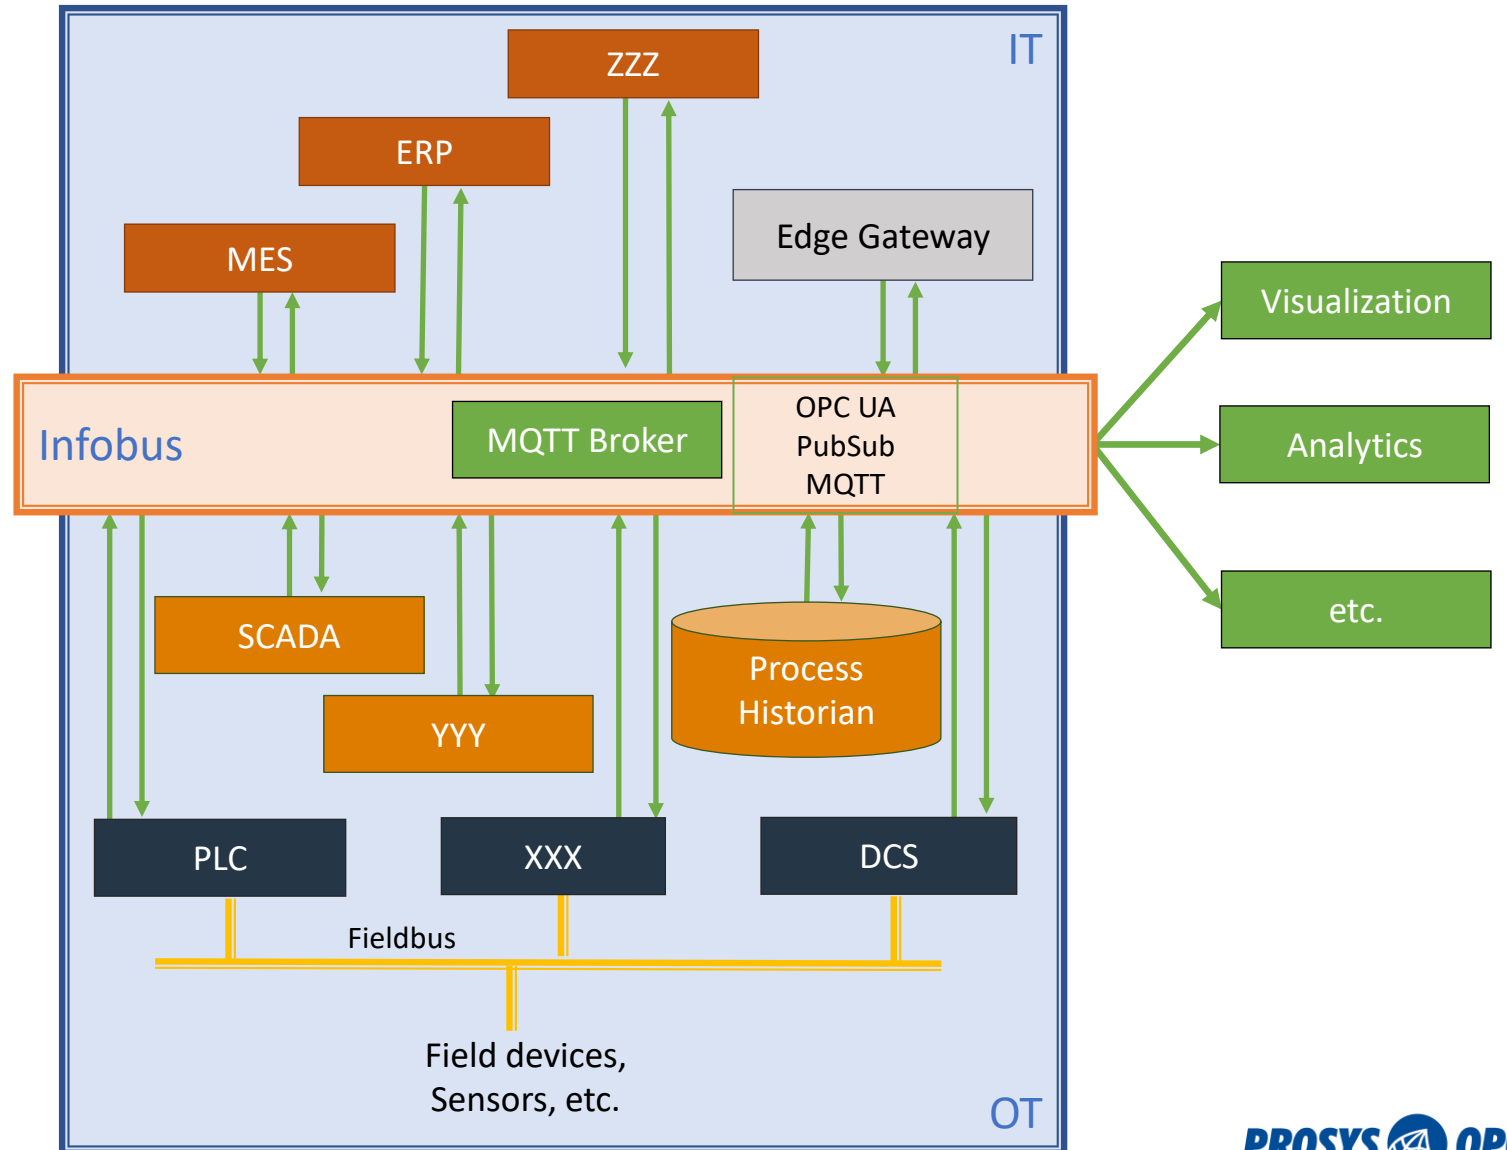 IT
ZZZ
ERP
MES
Edge Gateway
Visualization
Infobus
MQTT Broker
OPC UA
PubSub
MQTT
Analytics
SCADA
Process
Historian
etc.
YYY
PLC
XXX
DCS
Fieldbus
Field devices,
Sensors, etc.
OT
PROSYS